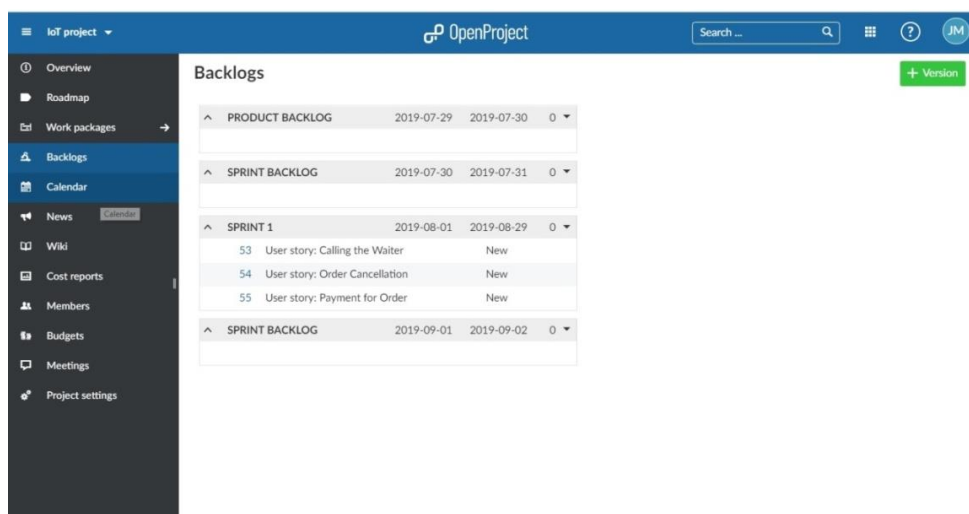 IoT project
OpenProject
Search ...
?
JM
Overview
Roadmap
Work packages
Backlogs
Calendar
News
Calendar
Wiki
Cost reports
Members
Budgets
Meetings
Project settings
Backlogs
+ Version
PRODUCT BACKLOG 2019-07-29 2019-07-30 0
SPRINT BACKLOG 2019-07-30 2019-07-31 0
SPRINT 1 2019-08-01 2019-08-29 0
53 User story: Calling the Waiter New
54 User story: Order Cancellation New
55 User story: Payment for Order New
SPRINT BACKLOG 2019-09-01 2019-09-02 0